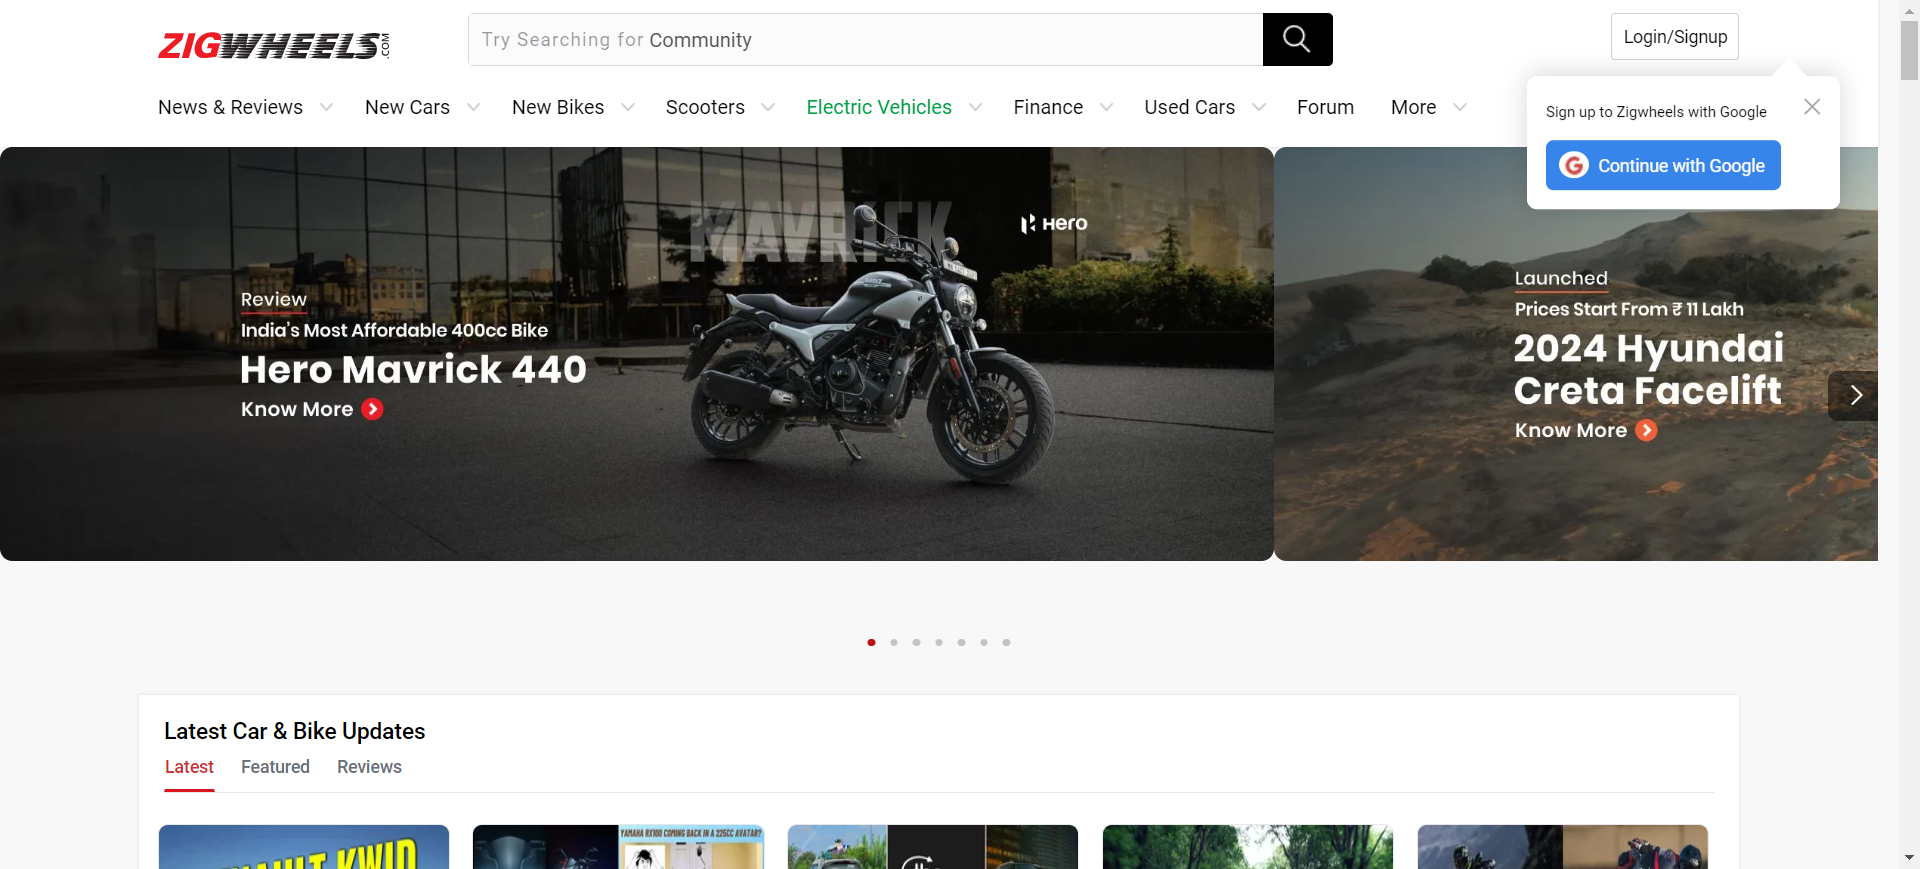 ZIGWHEELS.COM
Try Searching for Community
Login/Signup
News & Reviews
New Cars
New Bikes
Scooters
Electric Vehicles
Finance
Used Cars
Forum
More
Sign up to Zigwheels with Google
G Continue with Google
MAVRICK
Hero
Review
India's Most Affordable 400cc Bike
Hero Mavrick 440
Know More
Launched
Prices Start From ₹ 11 Lakh
2024 Hyundai
Creta Facelift
Know More
Latest Car & Bike Updates
Latest
Featured
Reviews
YAMAHA RX100 COMING BACK IN A 225CC AVATAR?